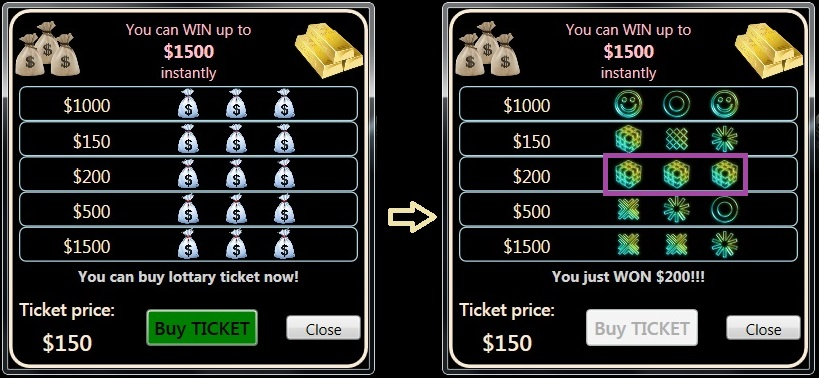 You can WIN up to
$1500
instantly
$1000
$150
$200
$500
$1500
You can buy lottary ticket now!
Ticket price:
$150
Buy TICKET
Close
You can WIN up to
$1500
instantly
$1000
$150
$200
$500
$1500
You just WON $200!!!
Ticket price:
$150
Buy TICKET
Close